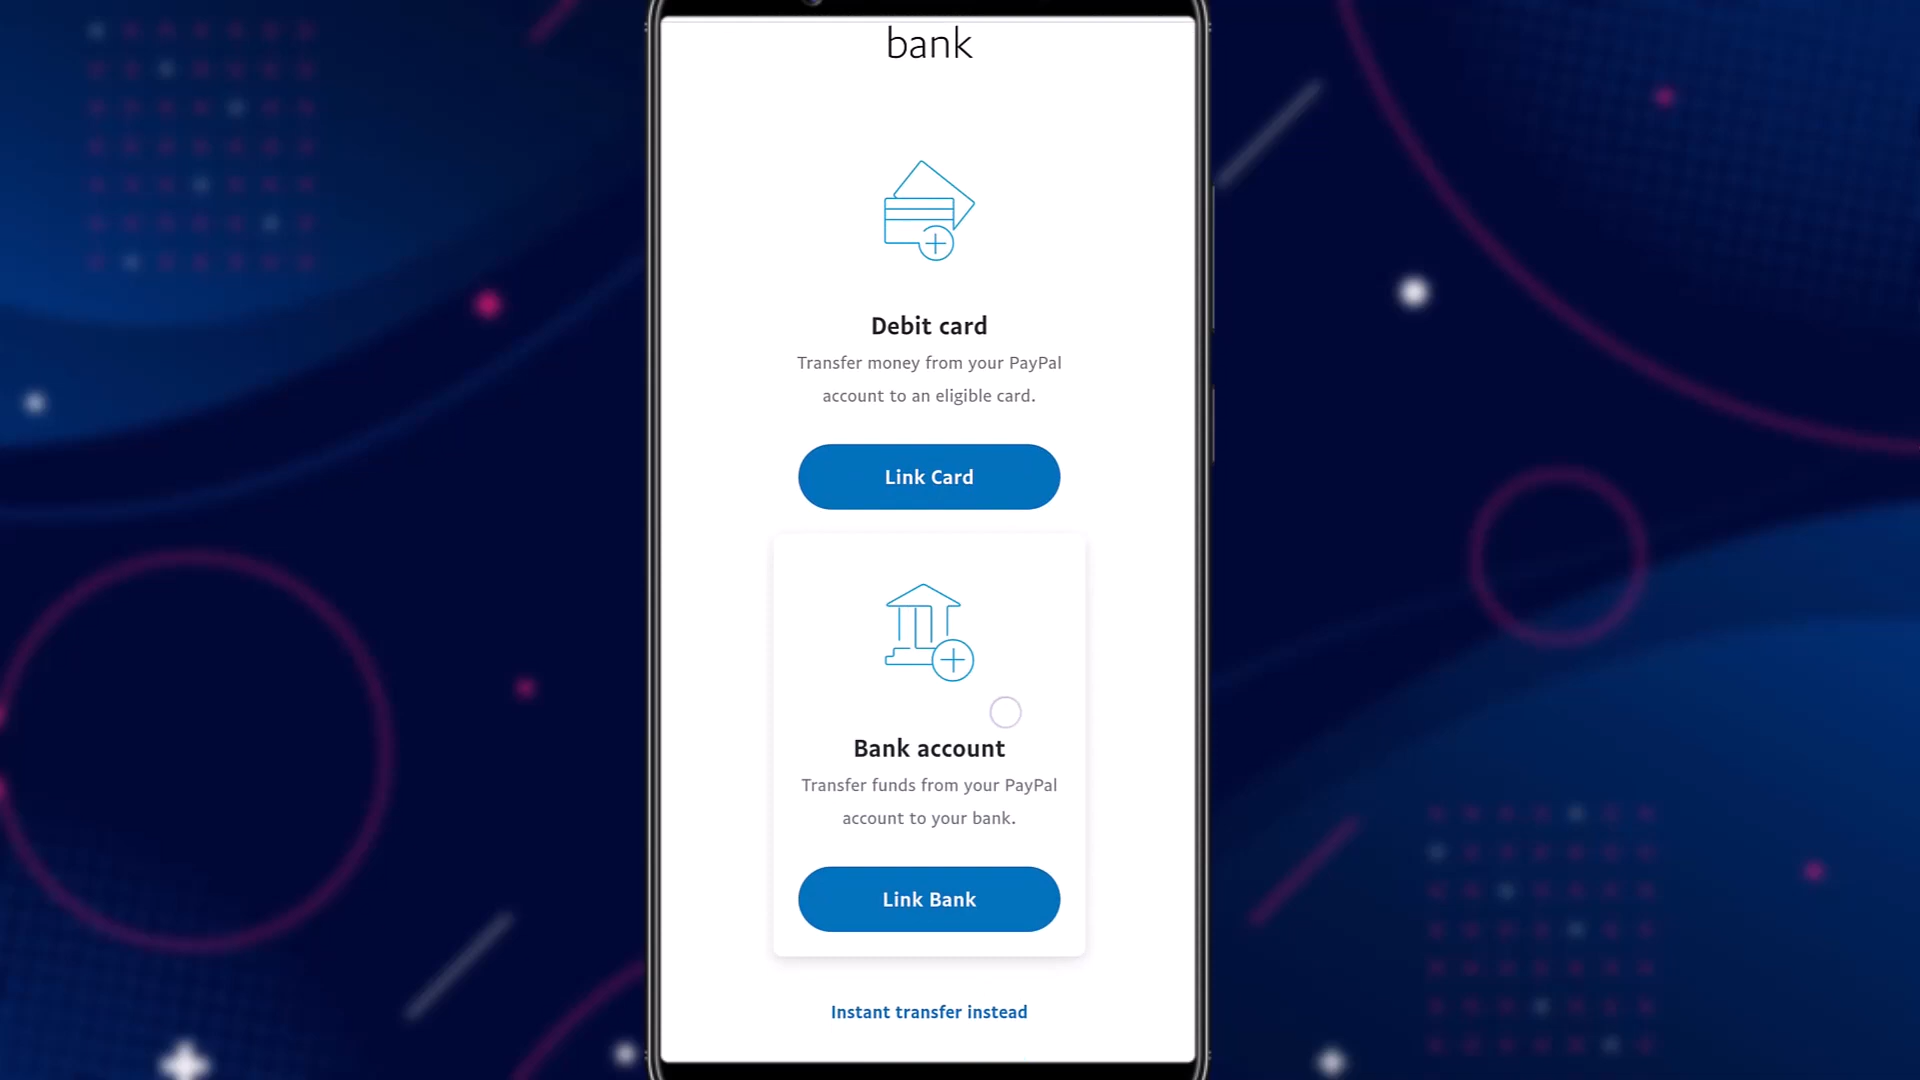 bank
Debit card
Transfer money from your PayPal
account to an eligible card.
Link Card
Bank account
Transfer funds from your PayPal
account to your bank.
Link Bank
Instant transfer instead